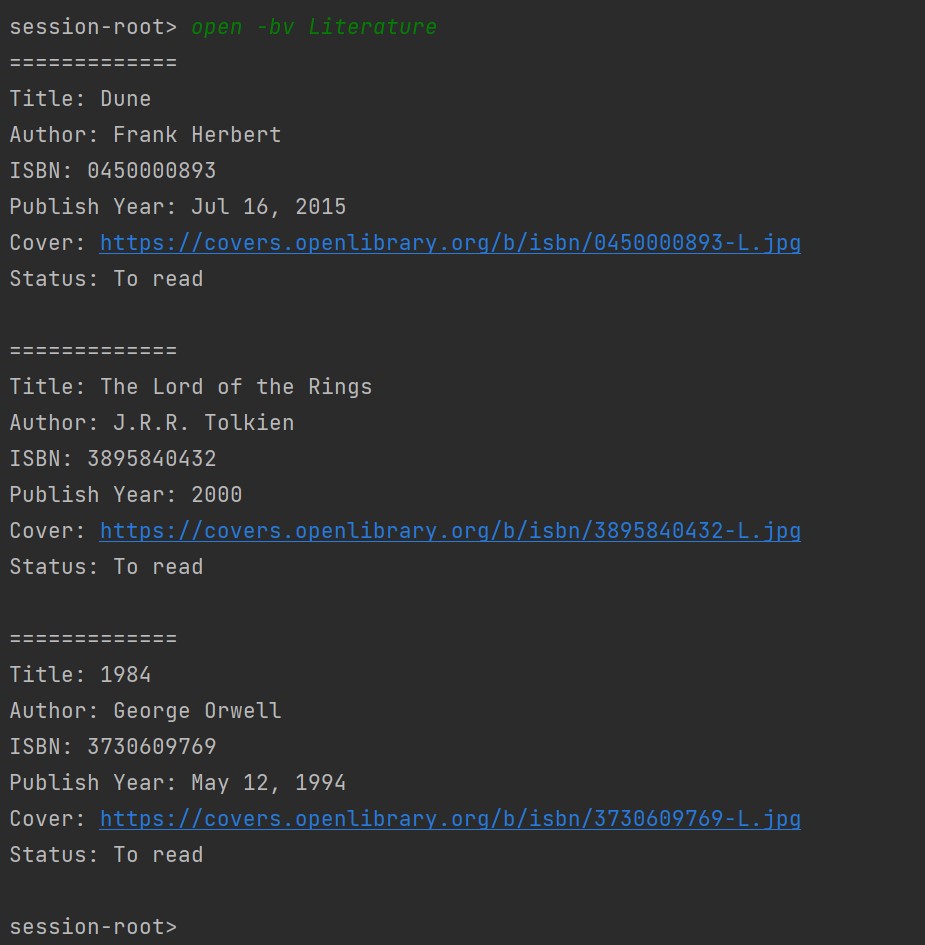 session-root> open -bv Literature
=============
Title: Dune
Author: Frank Herbert
ISBN: 0450000893
Publish Year: Jul 16, 2015
Cover: https://covers.openlibrary.org/b/isbn/0450000893-L.jpg
Status: To read
=============
Title: The Lord of the Rings
Author: J.R.R. Tolkien
ISBN: 3895840432
Publish Year: 2000
Cover: https://covers.openlibrary.org/b/isbn/3895840432-L.jpg
Status: To read
=============
Title: 1984
Author: George Orwell
ISBN: 3730609769
Publish Year: May 12, 1994
Cover: https://covers.openlibrary.org/b/isbn/3730609769-L.jpg
Status: To read
session-root>